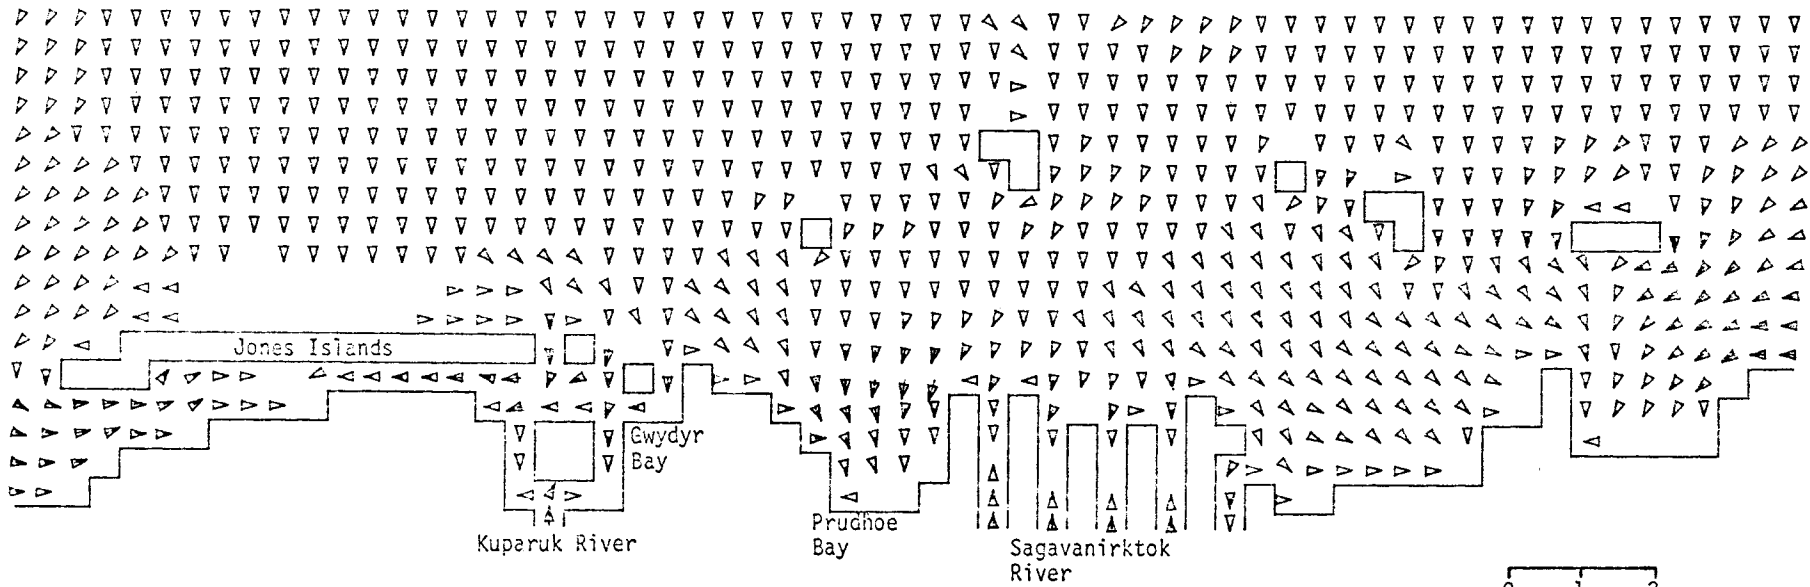 Jones Islands
Gwydyr
Bay
Kuparuk River
Prudhoe
Bay
Sagavanirktok
River